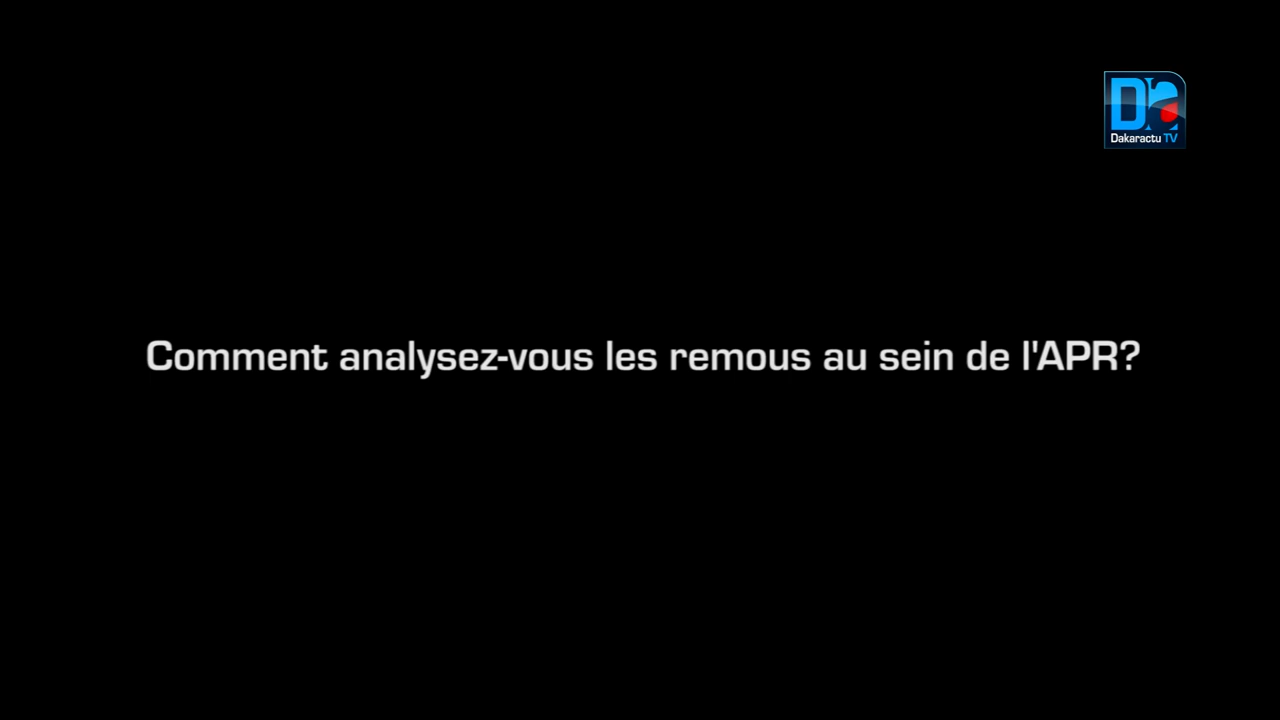 Dakaractu TV
Comment analysez-vous les remous au sein de l'APR?